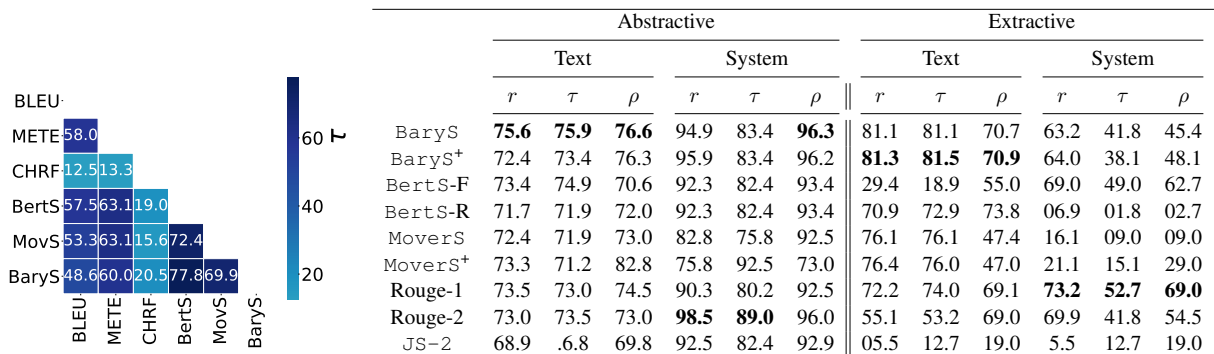 BLEU
METE 58.0
CHRF 12.5 13.3
BertS 57.5 63.1 19.0
MovS 53.3 63.1 15.6 72.4
BaryS 48.6 60.0 20.5 77.8 69.9
BLEU METE CHRF BertS MovS BaryS
60
40
20
τ
Abstractive Extractive
Text System Text System
r τ ρ r τ ρ r τ ρ r τ ρ
BaryS 75.6 75.9 76.6 94.9 83.4 96.3 81.1 81.1 70.7 63.2 41.8 45.4
BaryS+ 72.4 73.4 76.3 95.9 83.4 96.2 81.3 81.5 70.9 64.0 38.1 48.1
BertS-F 73.4 74.9 70.6 92.3 82.4 93.4 29.4 18.9 55.0 69.0 49.0 62.7
BertS-R 71.7 71.9 72.0 92.3 82.4 93.4 70.9 72.9 73.8 06.9 01.8 02.7
MoverS 72.4 71.9 73.0 82.8 75.8 92.5 76.1 76.1 47.4 16.1 09.0 09.0
MoverS+ 73.3 71.2 82.8 75.8 92.5 73.0 76.4 76.0 47.0 21.1 15.1 29.0
Rouge-1 73.5 73.0 74.5 90.3 80.2 92.5 72.2 74.0 69.1 73.2 52.7 69.0
Rouge-2 73.0 73.5 73.0 98.5 89.0 96.0 55.1 53.2 69.0 69.9 41.8 54.5
JS-2 68.9 .6.8 69.8 92.5 82.4 92.9 05.5 12.7 19.0 5.5 12.7 19.0